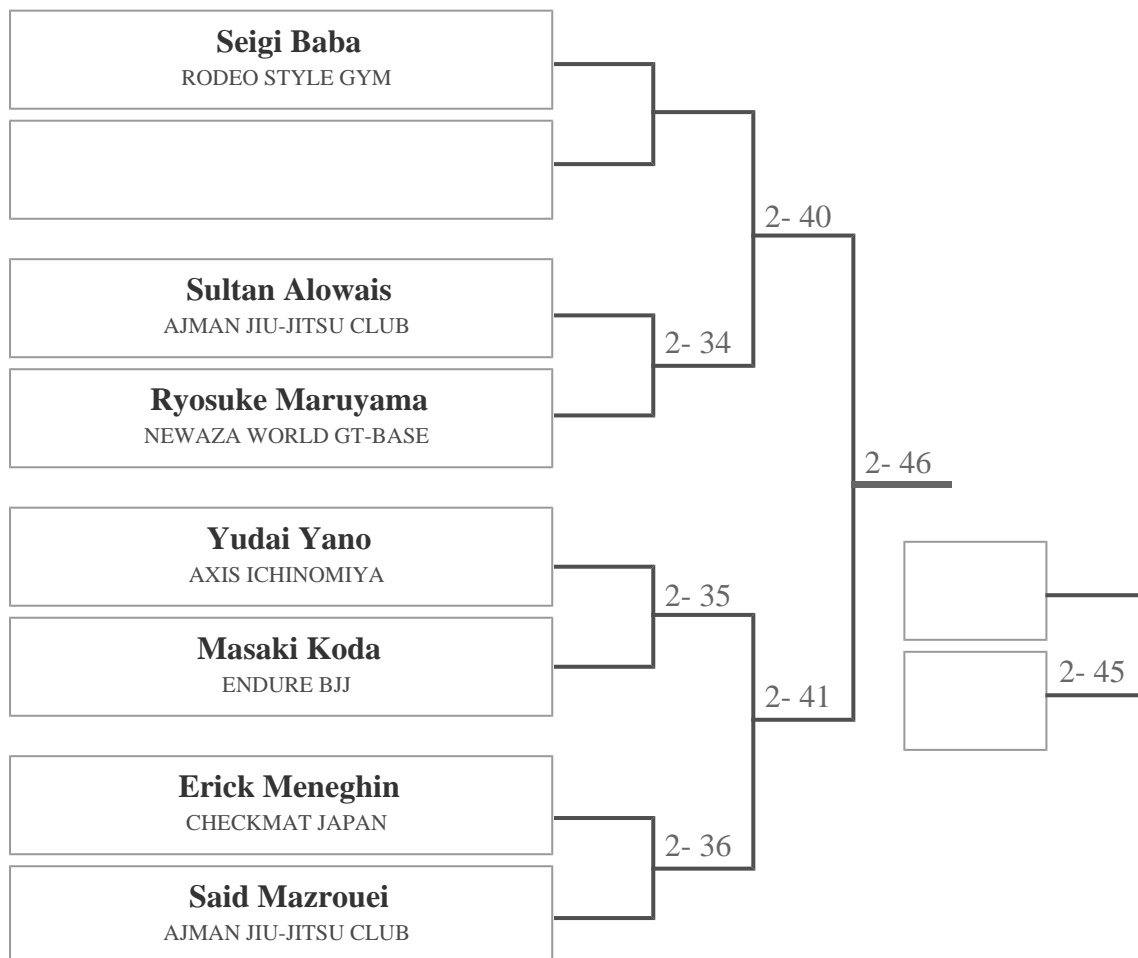 Seigi Baba
RODEO STYLE GYM
2- 40
Sultan Alowais
AJMAN JIU-JITSU CLUB
2- 34
Ryosuke Maruyama
NEWAZA WORLD GT-BASE
2- 46
Yudai Yano
AXIS ICHINOMIYA
2- 35
Masaki Koda
ENDURE BJJ
2- 41
2- 45
Erick Meneghin
CHECKMAT JAPAN
2- 36
Said Mazrouei
AJMAN JIU-JITSU CLUB